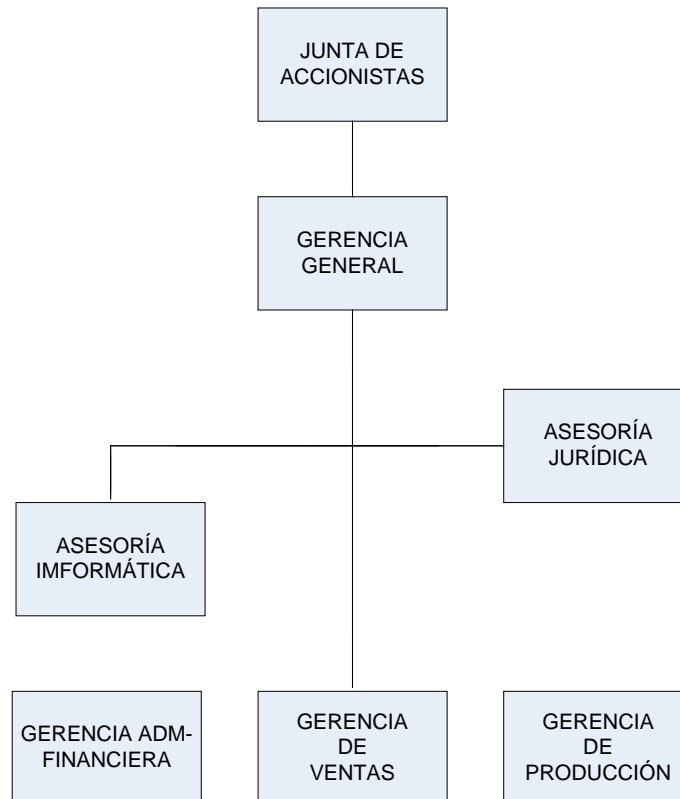 JUNTA DE
ACCIONISTAS
GERENCIA
GENERAL
ASESORÍA
JURÍDICA
ASESORÍA
IMFORMÁTICA
GERENCIA ADM-
FINANCIERA
GERENCIA
DE
VENTAS
GERENCIA
DE
PRODUCCIÓN